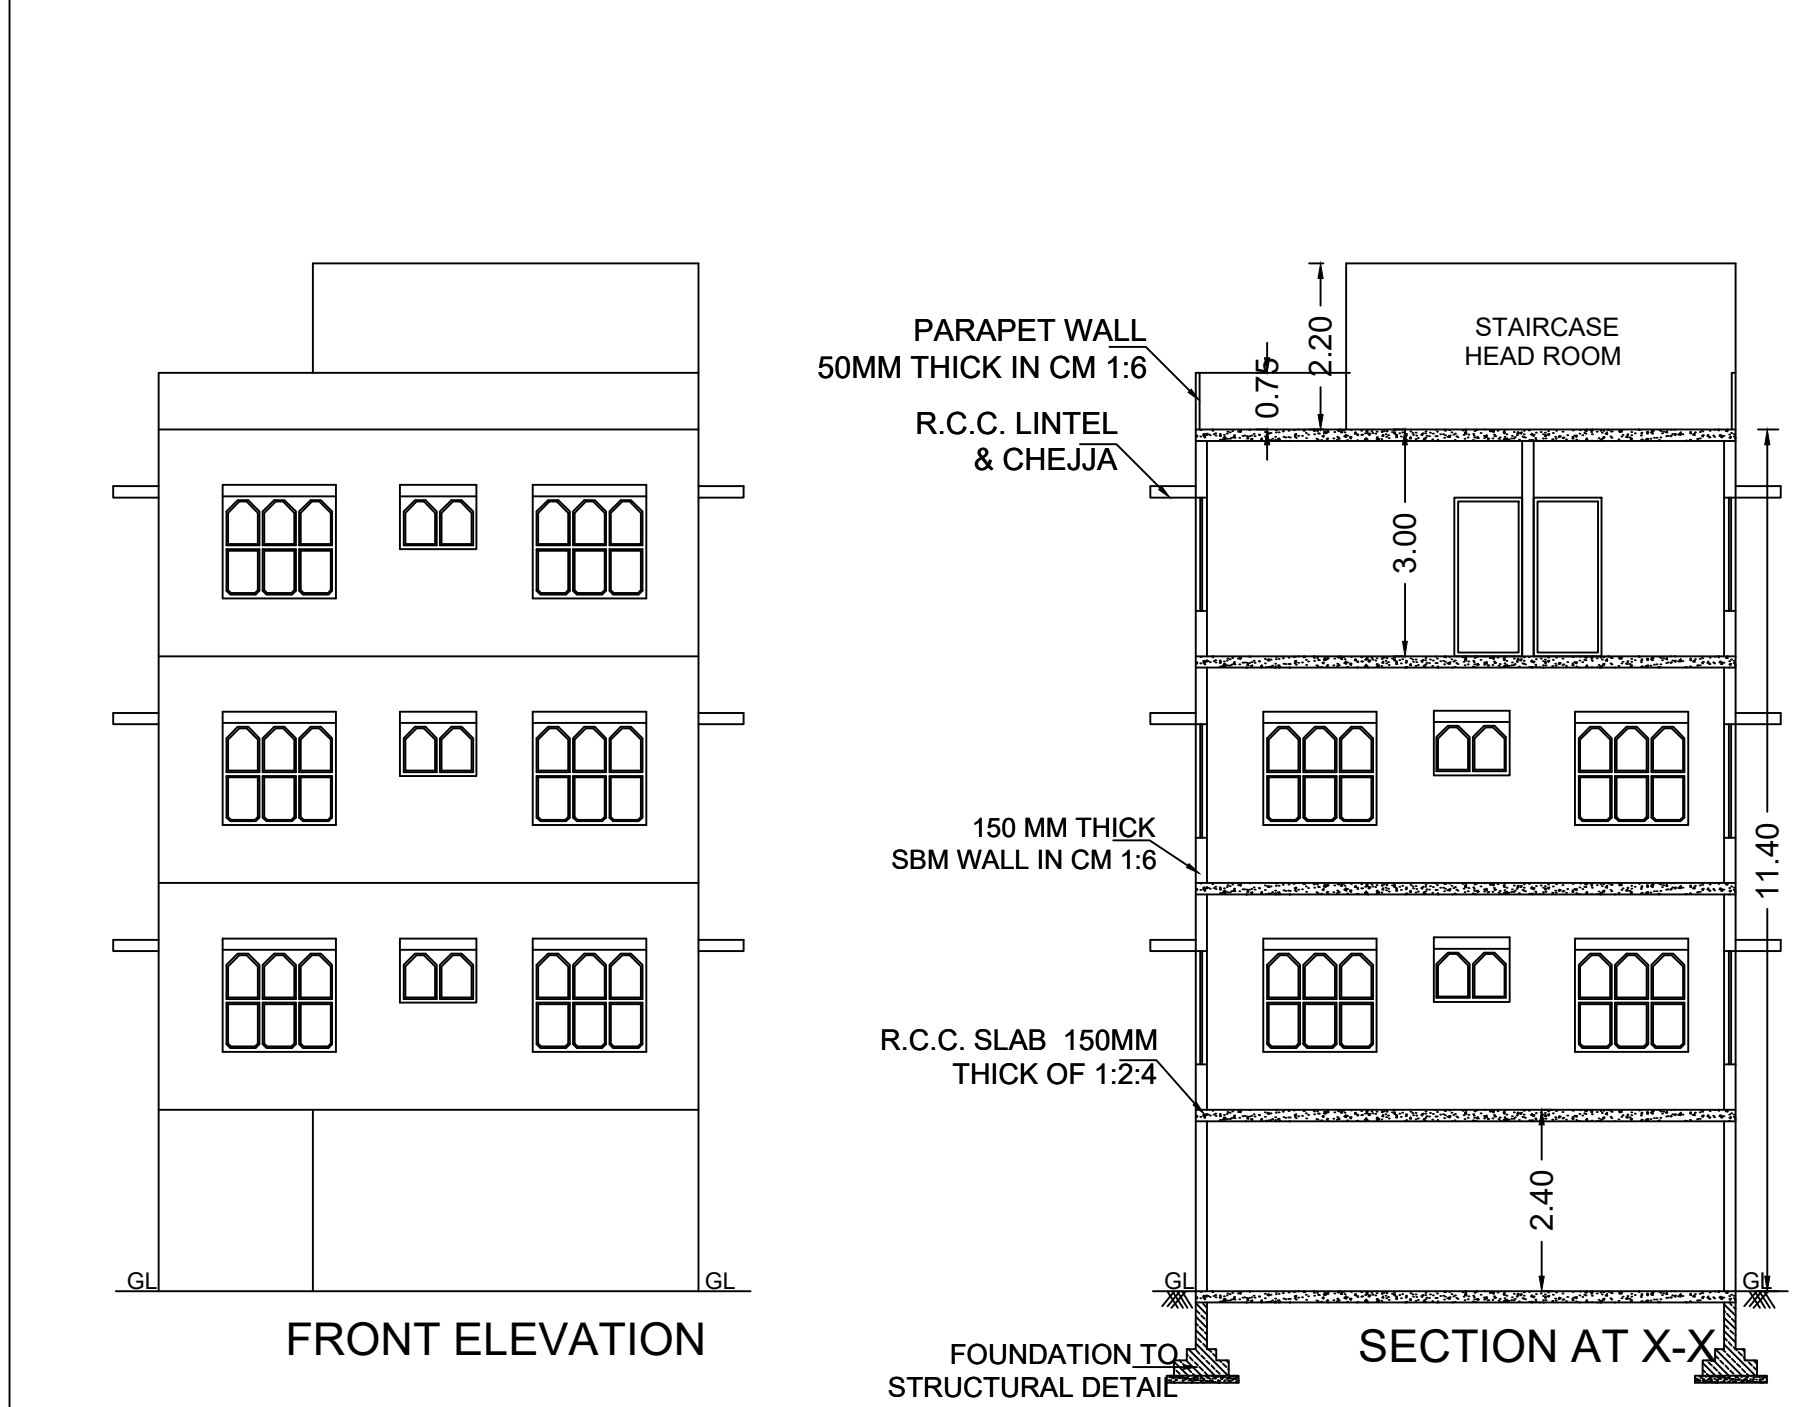 STAIRCASE
HEAD ROOM
2.20
0.75
PARAPET WALL
50MM THICK IN CM 1:6
R.C.C. LINTEL
& CHEJJA
3.00
150 MM THICK
SBM WALL IN CM 1:6
11.40
R.C.C. SLAB 150MM
THICK OF 1:2:4
2.40
GL
GL
GL
GL
FRONT ELEVATION
SECTION AT X-X
FOUNDATION TO
STRUCTURAL DETAIL